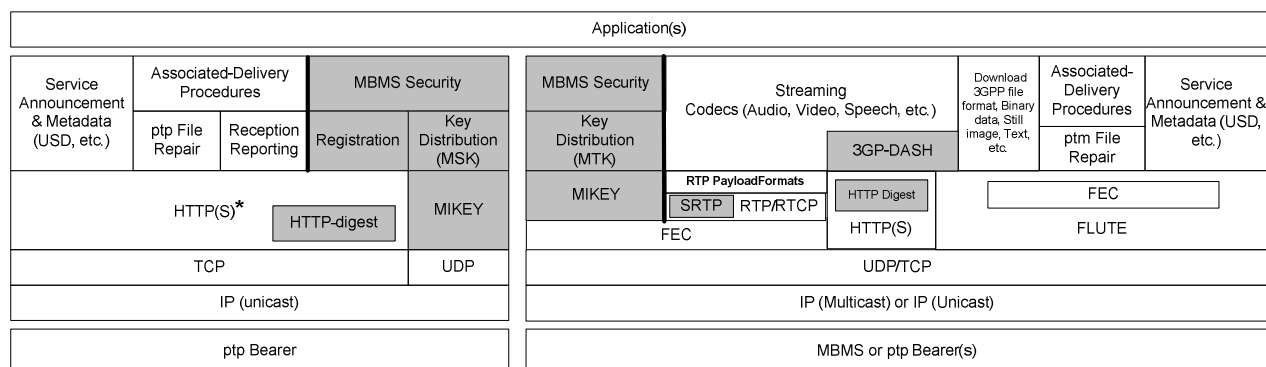 Application(s)
Service
Announcement
& Metadata
(USD, etc.)
Associated-Delivery
Procedures
ptp File
Repair
Reception
Reporting
MBMS Security
Registration
Key
Distribution
(MSK)
HTTP(S)*
HTTP-digest
MIKEY
TCP
UDP
IP (unicast)
ptp Bearer
MBMS Security
Key
Distribution
(MTK)
MIKEY
Streaming
Codecs (Audio, Video, Speech, etc.)
3GP-DASH
Download
3GPP file
format, Binary
data, Still
image, Text,
etc.
Associated-
Delivery
Procedures
ptm File
Repair
Service
Announcement &
Metadata (USD,
etc.)
RTP PayloadFormats
SRTP
RTP/RTCP
FEC
HTTP Digest
HTTP(S)
FEC
FLUTE
UDP/TCP
IP (Multicast) or IP (Unicast)
MBMS or ptp Bearer(s)